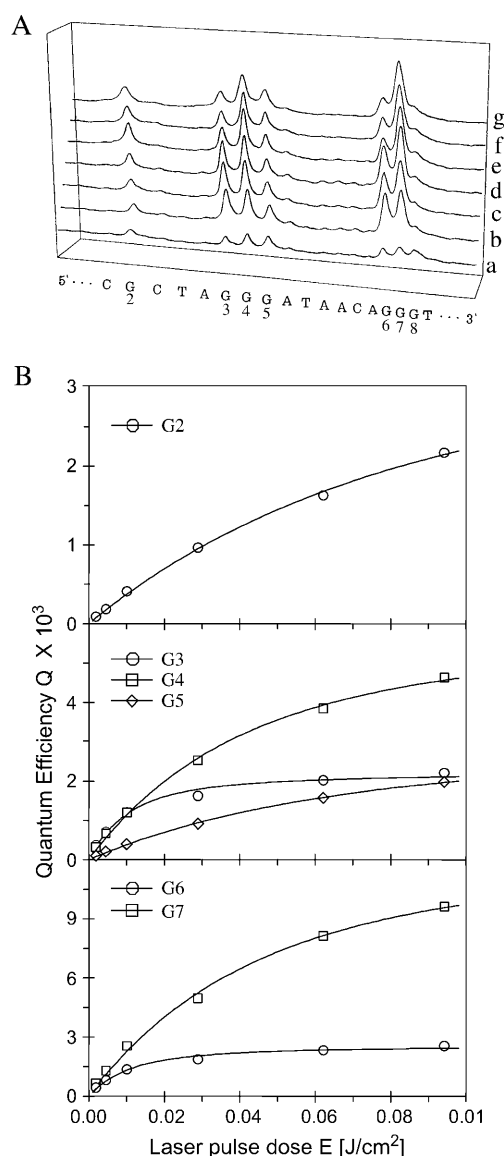 A
g
f
e
d
c
b
a
5'··· C G C T A G G G A T A A C A G G G T ··· 3'
2 3 4 5 6 7 8
B
3
G2
2
1
0
Quantum Efficiency Q X 10³
G3
4
G4
G5
2
0
G6
9
G7
6
3
0
0.00 0.02 0.04 0.06 0.08 0.01
Laser pulse dose E [J/cm²]